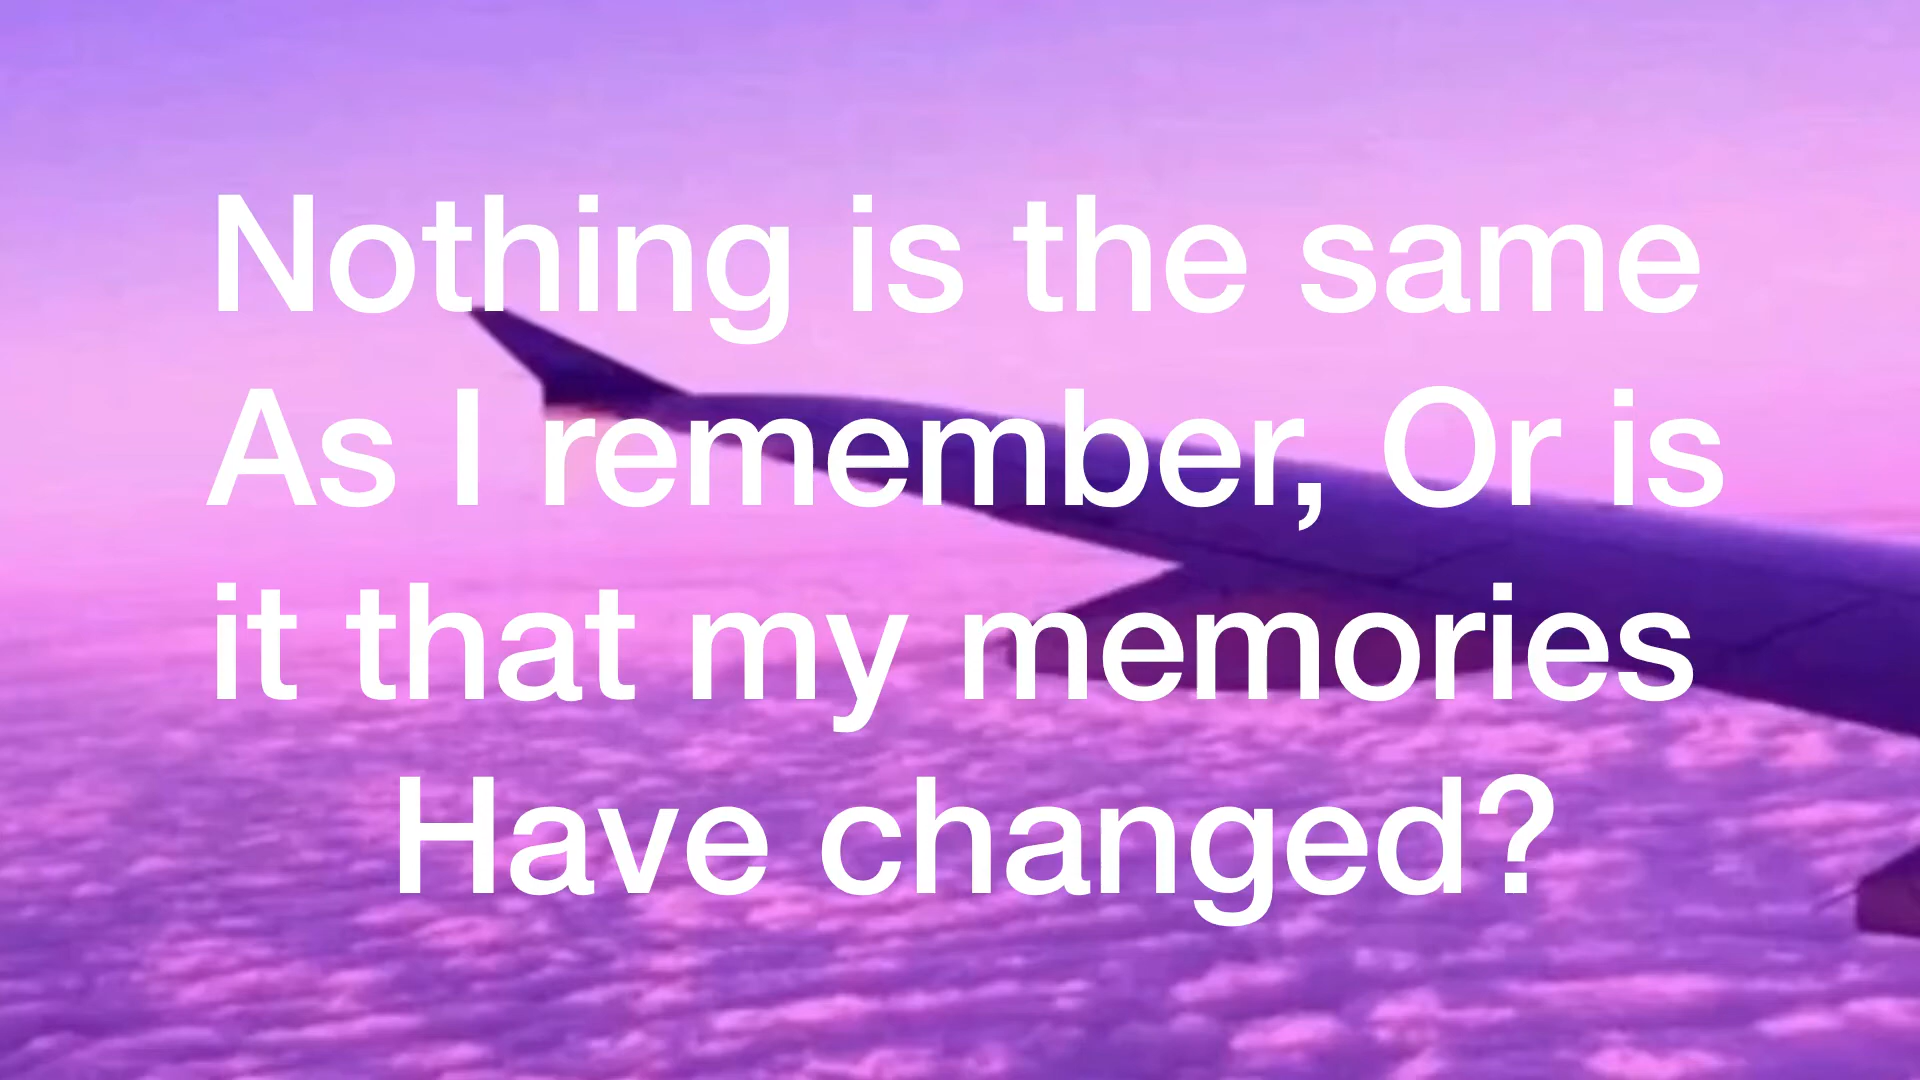 Nothing is the same
As I remember, Or is
it that my memories
Have changed?